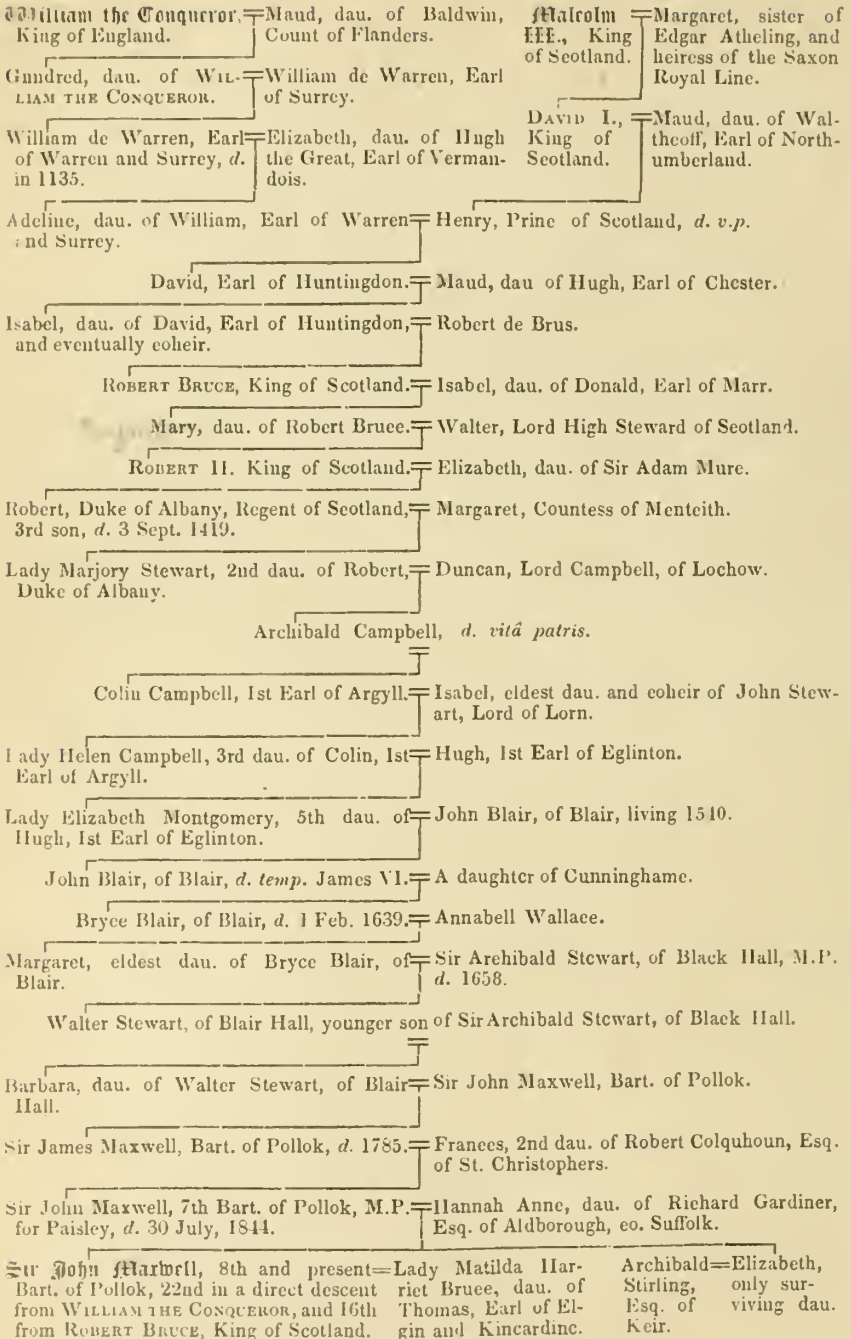 William the Conqueror,
King of England.
Maud, dau. of Baldwin,
Count of Flanders.
Malcolm
III., King
of Scotland.
Margaret, sister of
Edgar Atheling, and
heiress of the Saxon
Royal Line.
Gundred, dau. of WIL-
LIAM THE CONQUEROR.
William de Warren, Earl
of Surrey.
DAVID I.,
King of
Scotland.
Maud, dau. of Wal-
theoff, Earl of North-
umberland.
William de Warren, Earl
of Warren and Surrey, d.
in 1135.
Elizabeth, dau. of Hugh
the Great, Earl of Verman-
dois.
Adeline, dau. of William, Earl of Warren
and Surrey.
Henry, Princ of Scotland, d. v.p.
David, Earl of Huntingdon.
Maud, dau of Hugh, Earl of Chester.
Isabel, dau. of David, Earl of Huntingdon,
and eventually coheir.
Robert de Brus.
ROBERT BRUCE, King of Scotland.
Isabel, dau. of Donald, Earl of Marr.
Mary, dau. of Robert Bruce.
Walter, Lord High Steward of Scotland.
ROBERT II. King of Scotland.
Elizabeth, dau. of Sir Adam Mure.
Robert, Duke of Albany, Regent of Scotland,
3rd son, d. 3 Sept. 1419.
Margaret, Countess of Menteith.
Lady Marjory Stewart, 2nd dau. of Robert,
Duke of Albany.
Duncan, Lord Campbell, of Lochow.
Archibald Campbell, d. vitâ patris.
Colin Campbell, 1st Earl of Argyll.
Isabel, eldest dau. and coheir of John Stew-
art, Lord of Lorn.
Lady Helen Campbell, 3rd dau. of Colin, 1st
Earl of Argyll.
Hugh, 1st Earl of Eglinton.
Lady Elizabeth Montgomery, 5th dau. of
Hugh, 1st Earl of Eglinton.
John Blair, of Blair, living 1540.
John Blair, of Blair, d. temp. James VI.
A daughter of Cunninghame.
Bryce Blair, of Blair, d. 1 Feb. 1639.
Annabell Wallace.
Margaret, eldest dau. of Bryce Blair, of
Blair.
Sir Archibald Stewart, of Black Hall, M.P.
d. 1658.
Walter Stewart, of Blair Hall, younger son of Sir Archibald Stewart, of Black Hall.
Barbara, dau. of Walter Stewart, of Blair
Hall.
Sir John Maxwell, Bart. of Pollok.
Sir James Maxwell, Bart. of Pollok, d. 1785.
Frances, 2nd dau. of Robert Colquhoun, Esq.
of St. Christophers.
Sir John Maxwell, 7th Bart. of Pollok, M.P.
for Paisley, d. 30 July, 1844.
Hannah Anne, dau. of Richard Gardiner,
Esq. of Aldborough, co. Suffolk.
Sir John Maxwell, 8th and present
Bart. of Pollok, 22nd in a direct descent
from WILLIAM THE CONQUEROR, and 16th
from ROBERT BRUCE, King of Scotland.
Lady Matilda Har-
riet Bruce, dau. of
Thomas, Earl of El-
gin and Kincardine.
Archibald
Stirling,
Esq. of
Keir.
Elizabeth,
only sur-
viving dau.